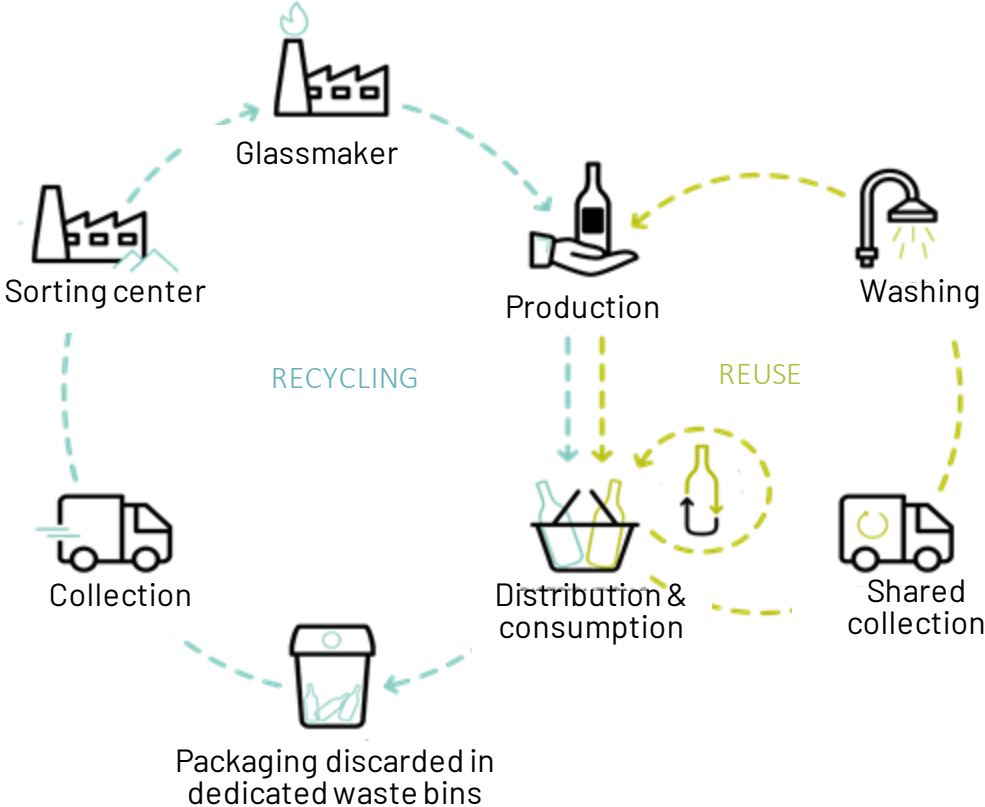 Glassmaker
Sorting center
Washing
Production
RECYCLING
REUSE
Collection
Distribution &
consumption
Shared
collection
Packaging discarded in
dedicated waste bins